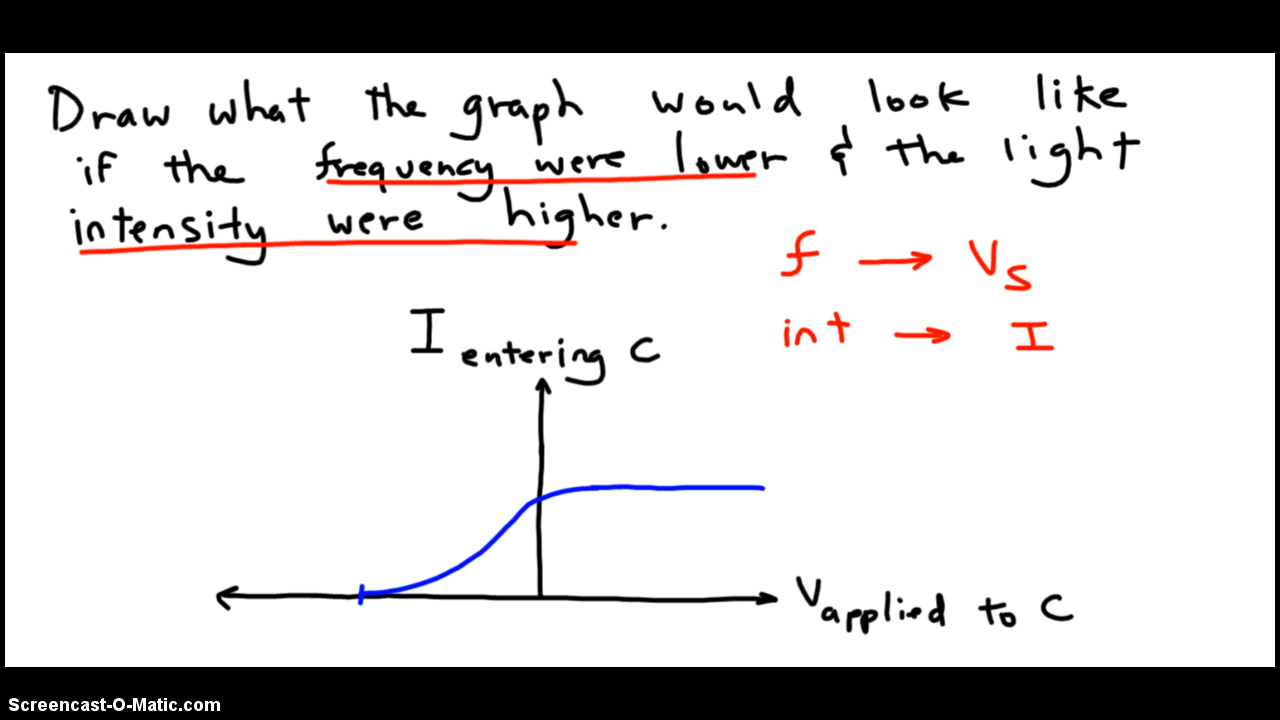 Draw what the graph would look like
if the frequency were lower & the light
intensity were higher.
f → Vs
int → I
I entering C
V applied to C
Screencast-O-Matic.com